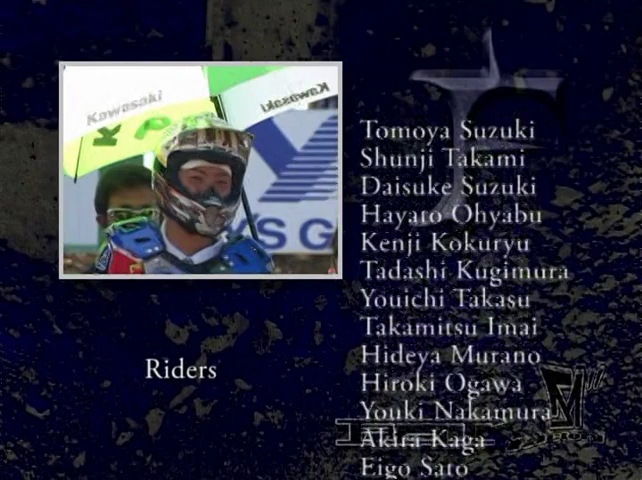 Kawasaki
Kawasaki
K
YS G
Tomoya Suzuki
Shunji Takami
Daisuke Suzuki
Hayato Ohyabu
Kenji Kokuryu
Tadashi Kugimura
Youichi Takasu
Takamitsu Imai
Hideya Murano
Riders
Hiroki Ogawa
Youki Nakamura
Akira Kaga
Eigo Sato